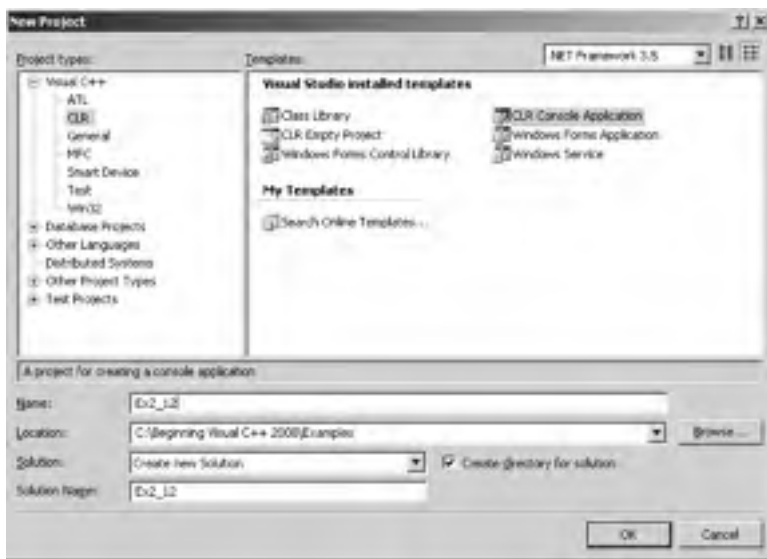 New Project
Project types:
Templates:
.NET Framework 3.5
Visual C++
ATL
CLR
General
MFC
Smart Device
Test
Win32
Database Projects
Other Languages
Distributed Systems
Other Project Types
Test Projects
Visual Studio installed templates
Class Library
CLR Empty Project
Windows Forms Control Library
CLR Console Application
Windows Forms Application
Windows Service
My Templates
Search Online Templates...
A project for creating a console application
Name:
Ex2_12
Location:
C:\Beginning Visual C++ 2008\Examples
Browse...
Solution:
Create new Solution
Create directory for solution
Solution Name:
Ex2_12
OK
Cancel